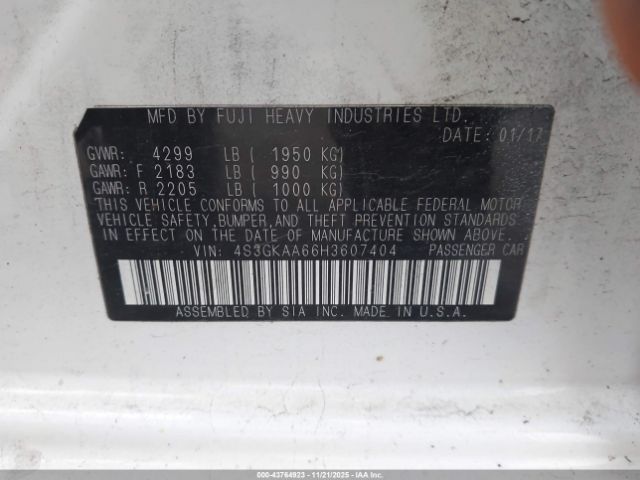 MFD BY FUJI HEAVY INDUSTRIES LTD.
DATE: 01/17
GVWR: 4299 LB ( 1950 KG)
GAWR: F 2183 LB ( 990 KG)
GAWR: R 2205 LB ( 1000 KG)
THIS VEHICLE CONFORMS TO ALL APPLICABLE FEDERAL MOTOR
VEHICLE SAFETY,BUMPER,AND THEFT PREVENTION STANDARDS
IN EFFECT ON THE DATE OF MANUFACTURE SHOWN ABOVE.
VIN: 4S3GKAA66H3607404 PASSENGER CAR
ASSEMBLED BY SIA INC. MADE IN U.S.A.
000-43764923 — 11/21/2025 — IAA Inc.